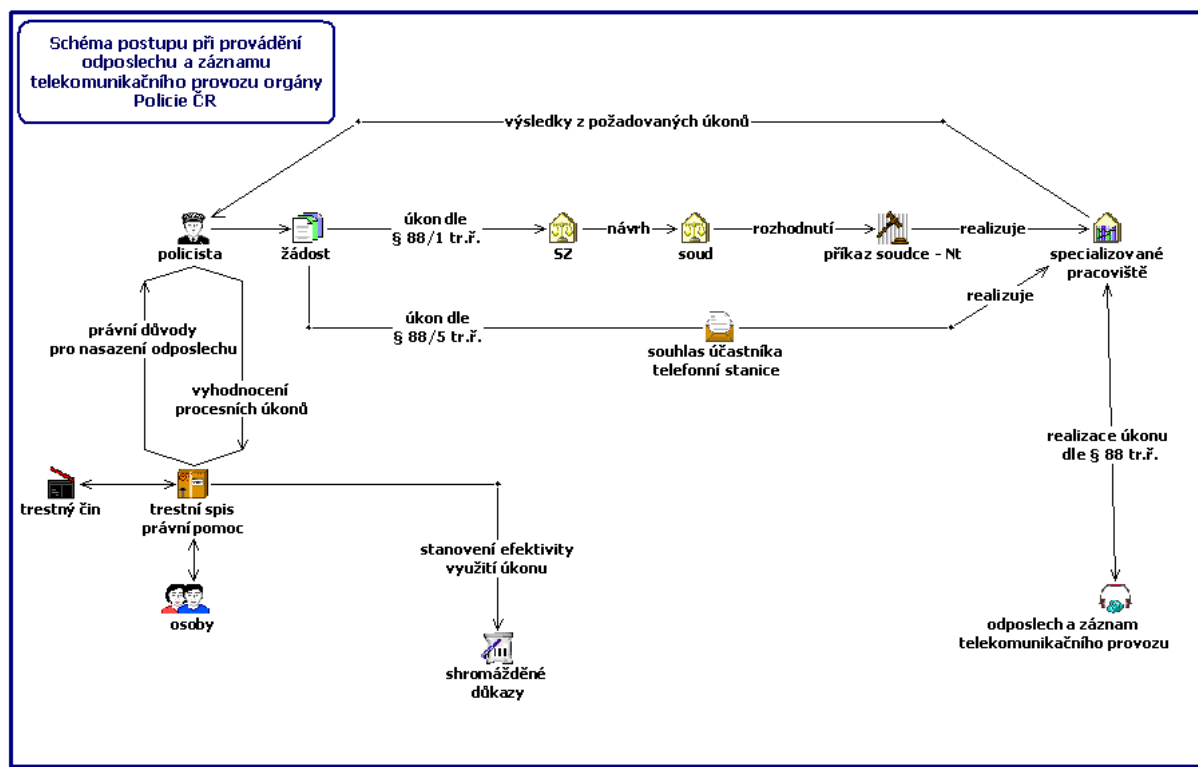 Schéma postupu při provádění
odposlechu a záznamu
telekomunikačního provozu orgány
Policie ČR
výsledky z požadovaných úkonů
policista
žádost
úkon dle
§ 88/1 tr.ř.
SZ
návrh
soud
rozhodnutí
příkaz soudce - Nt
realizuje
specializované
pracoviště
úkon dle
§ 88/5 tr.ř.
souhlas účastníka
telefonní stanice
realizuje
právní důvody
pro nasazení odposlechu
vyhodnocení
procesních úkonů
realizace úkonu
dle § 88 tr.ř.
trestný čin
trestní spis
právní pomoc
stanovení efektivity
využití úkonu
osoby
odposlech a záznam
telekomunikačního provozu
shromážděné
důkazy